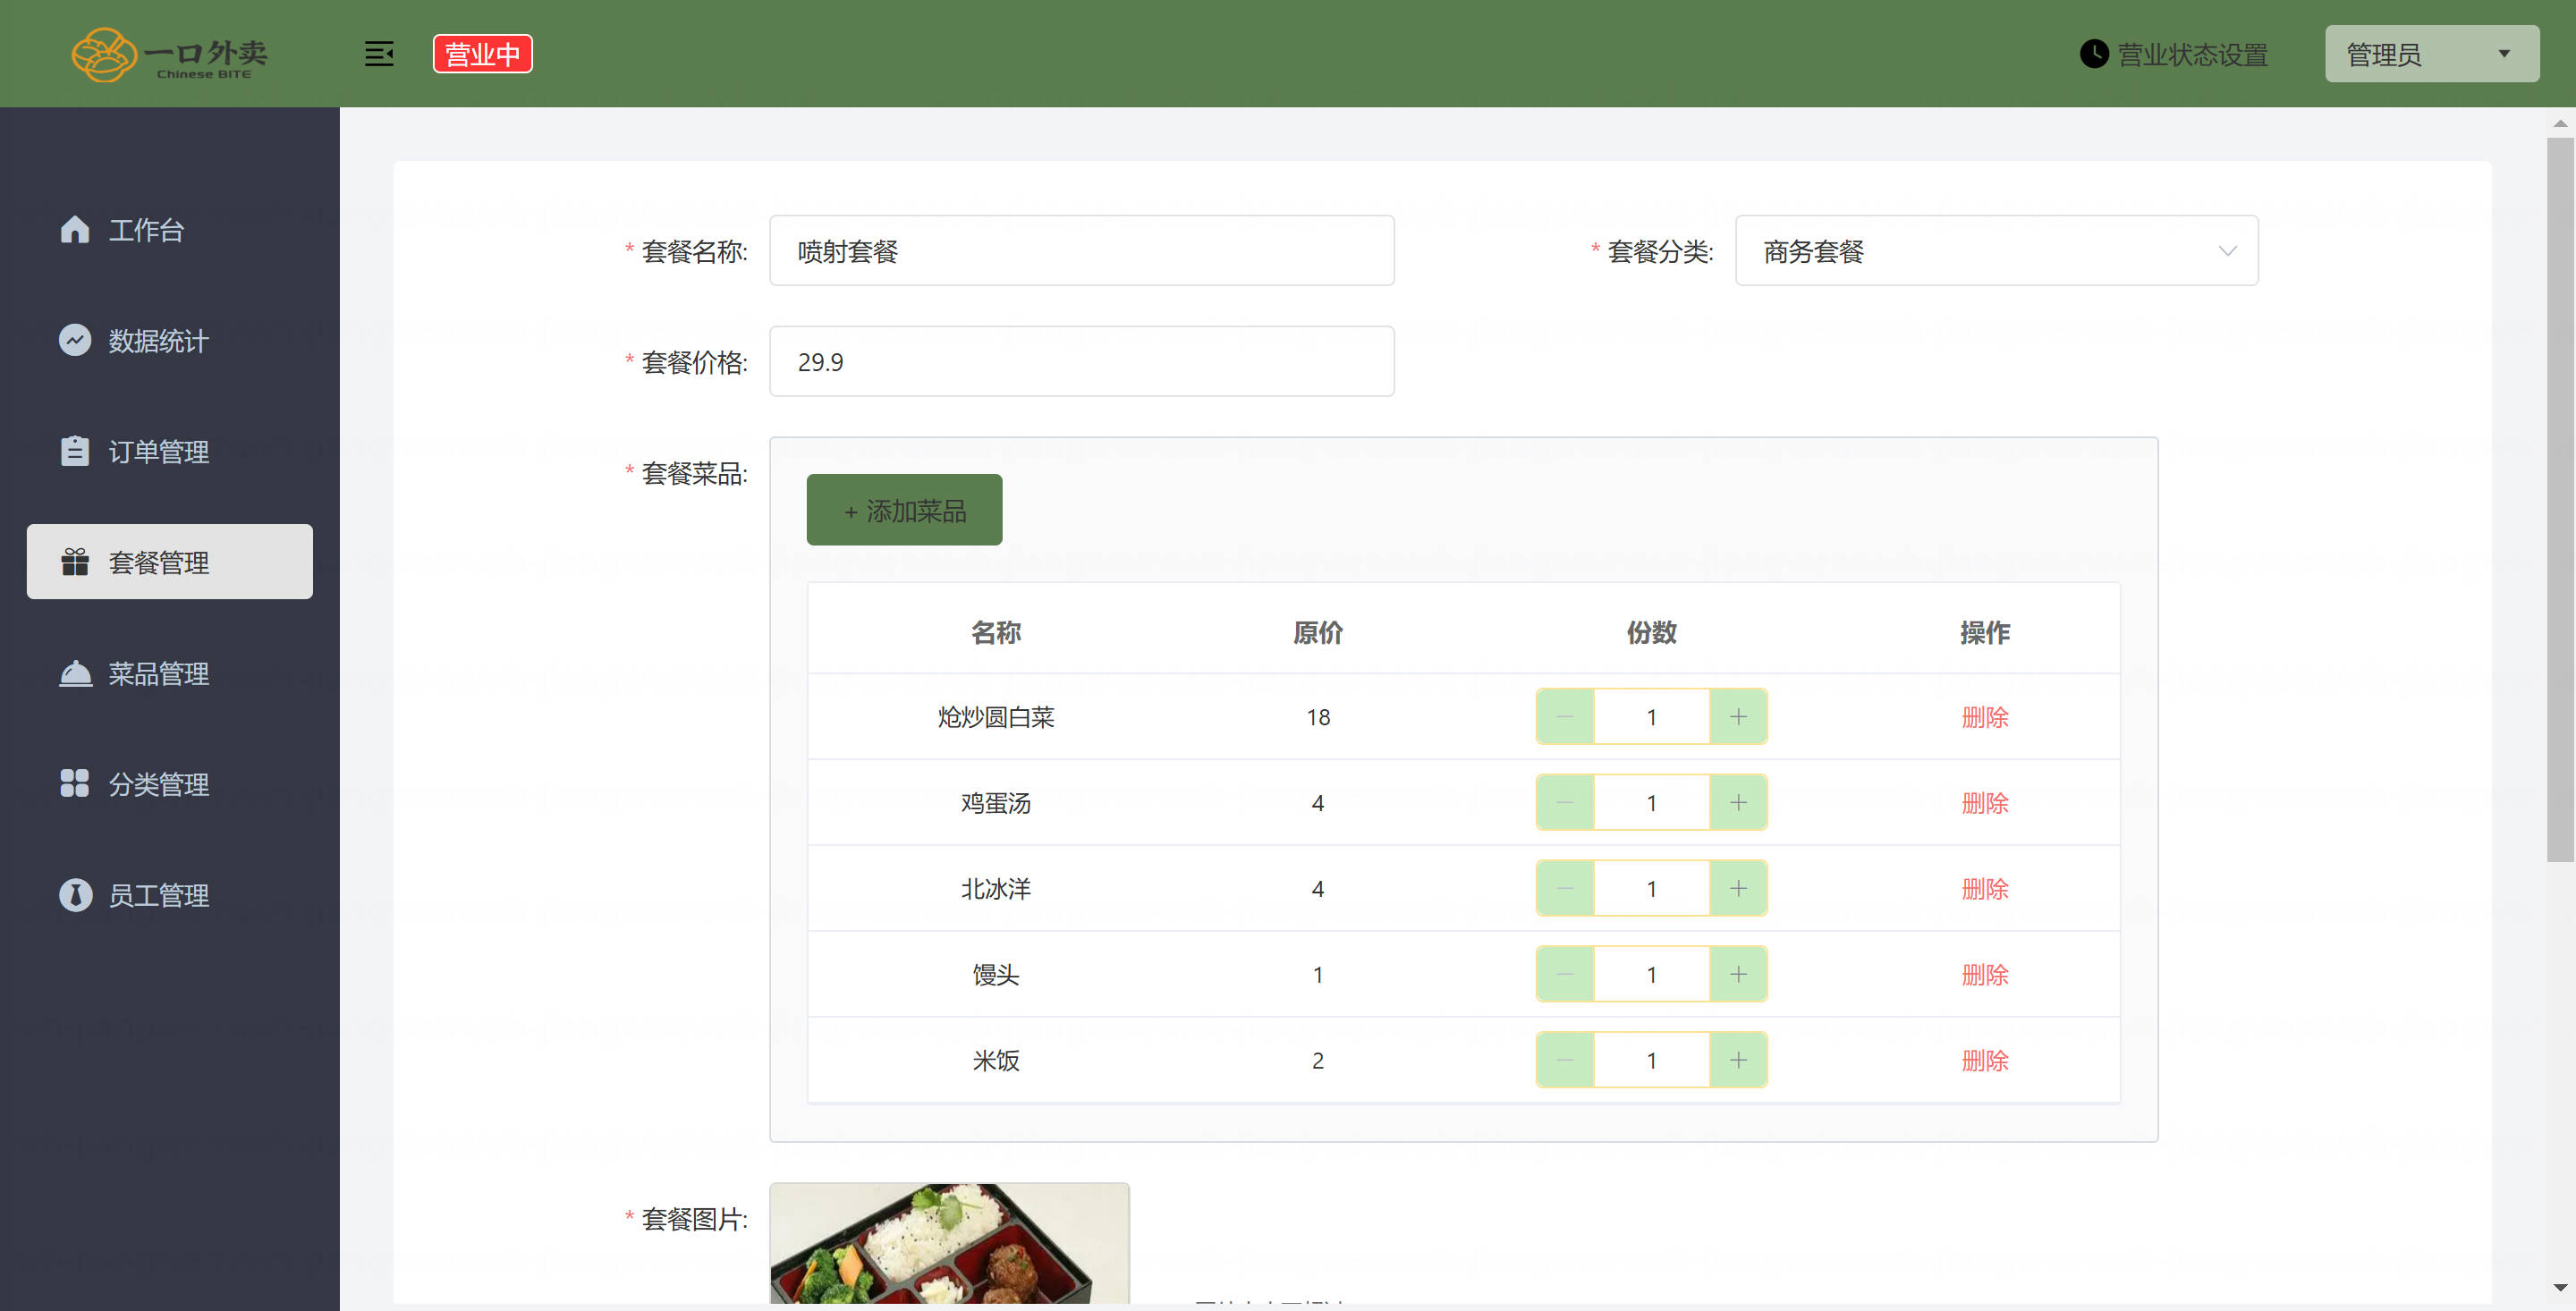 一口外卖
Chinese BITE
营业中
营业状态设置
管理员
工作台
数据统计
订单管理
套餐管理
菜品管理
分类管理
员工管理
* 套餐名称:
喷射套餐
* 套餐分类:
商务套餐
* 套餐价格:
29.9
* 套餐菜品:
+ 添加菜品
名称 原价 份数 操作
炝炒圆白菜 18 1 删除
鸡蛋汤 4 1 删除
北冰洋 4 1 删除
馒头 1 1 删除
米饭 2 1 删除
* 套餐图片: